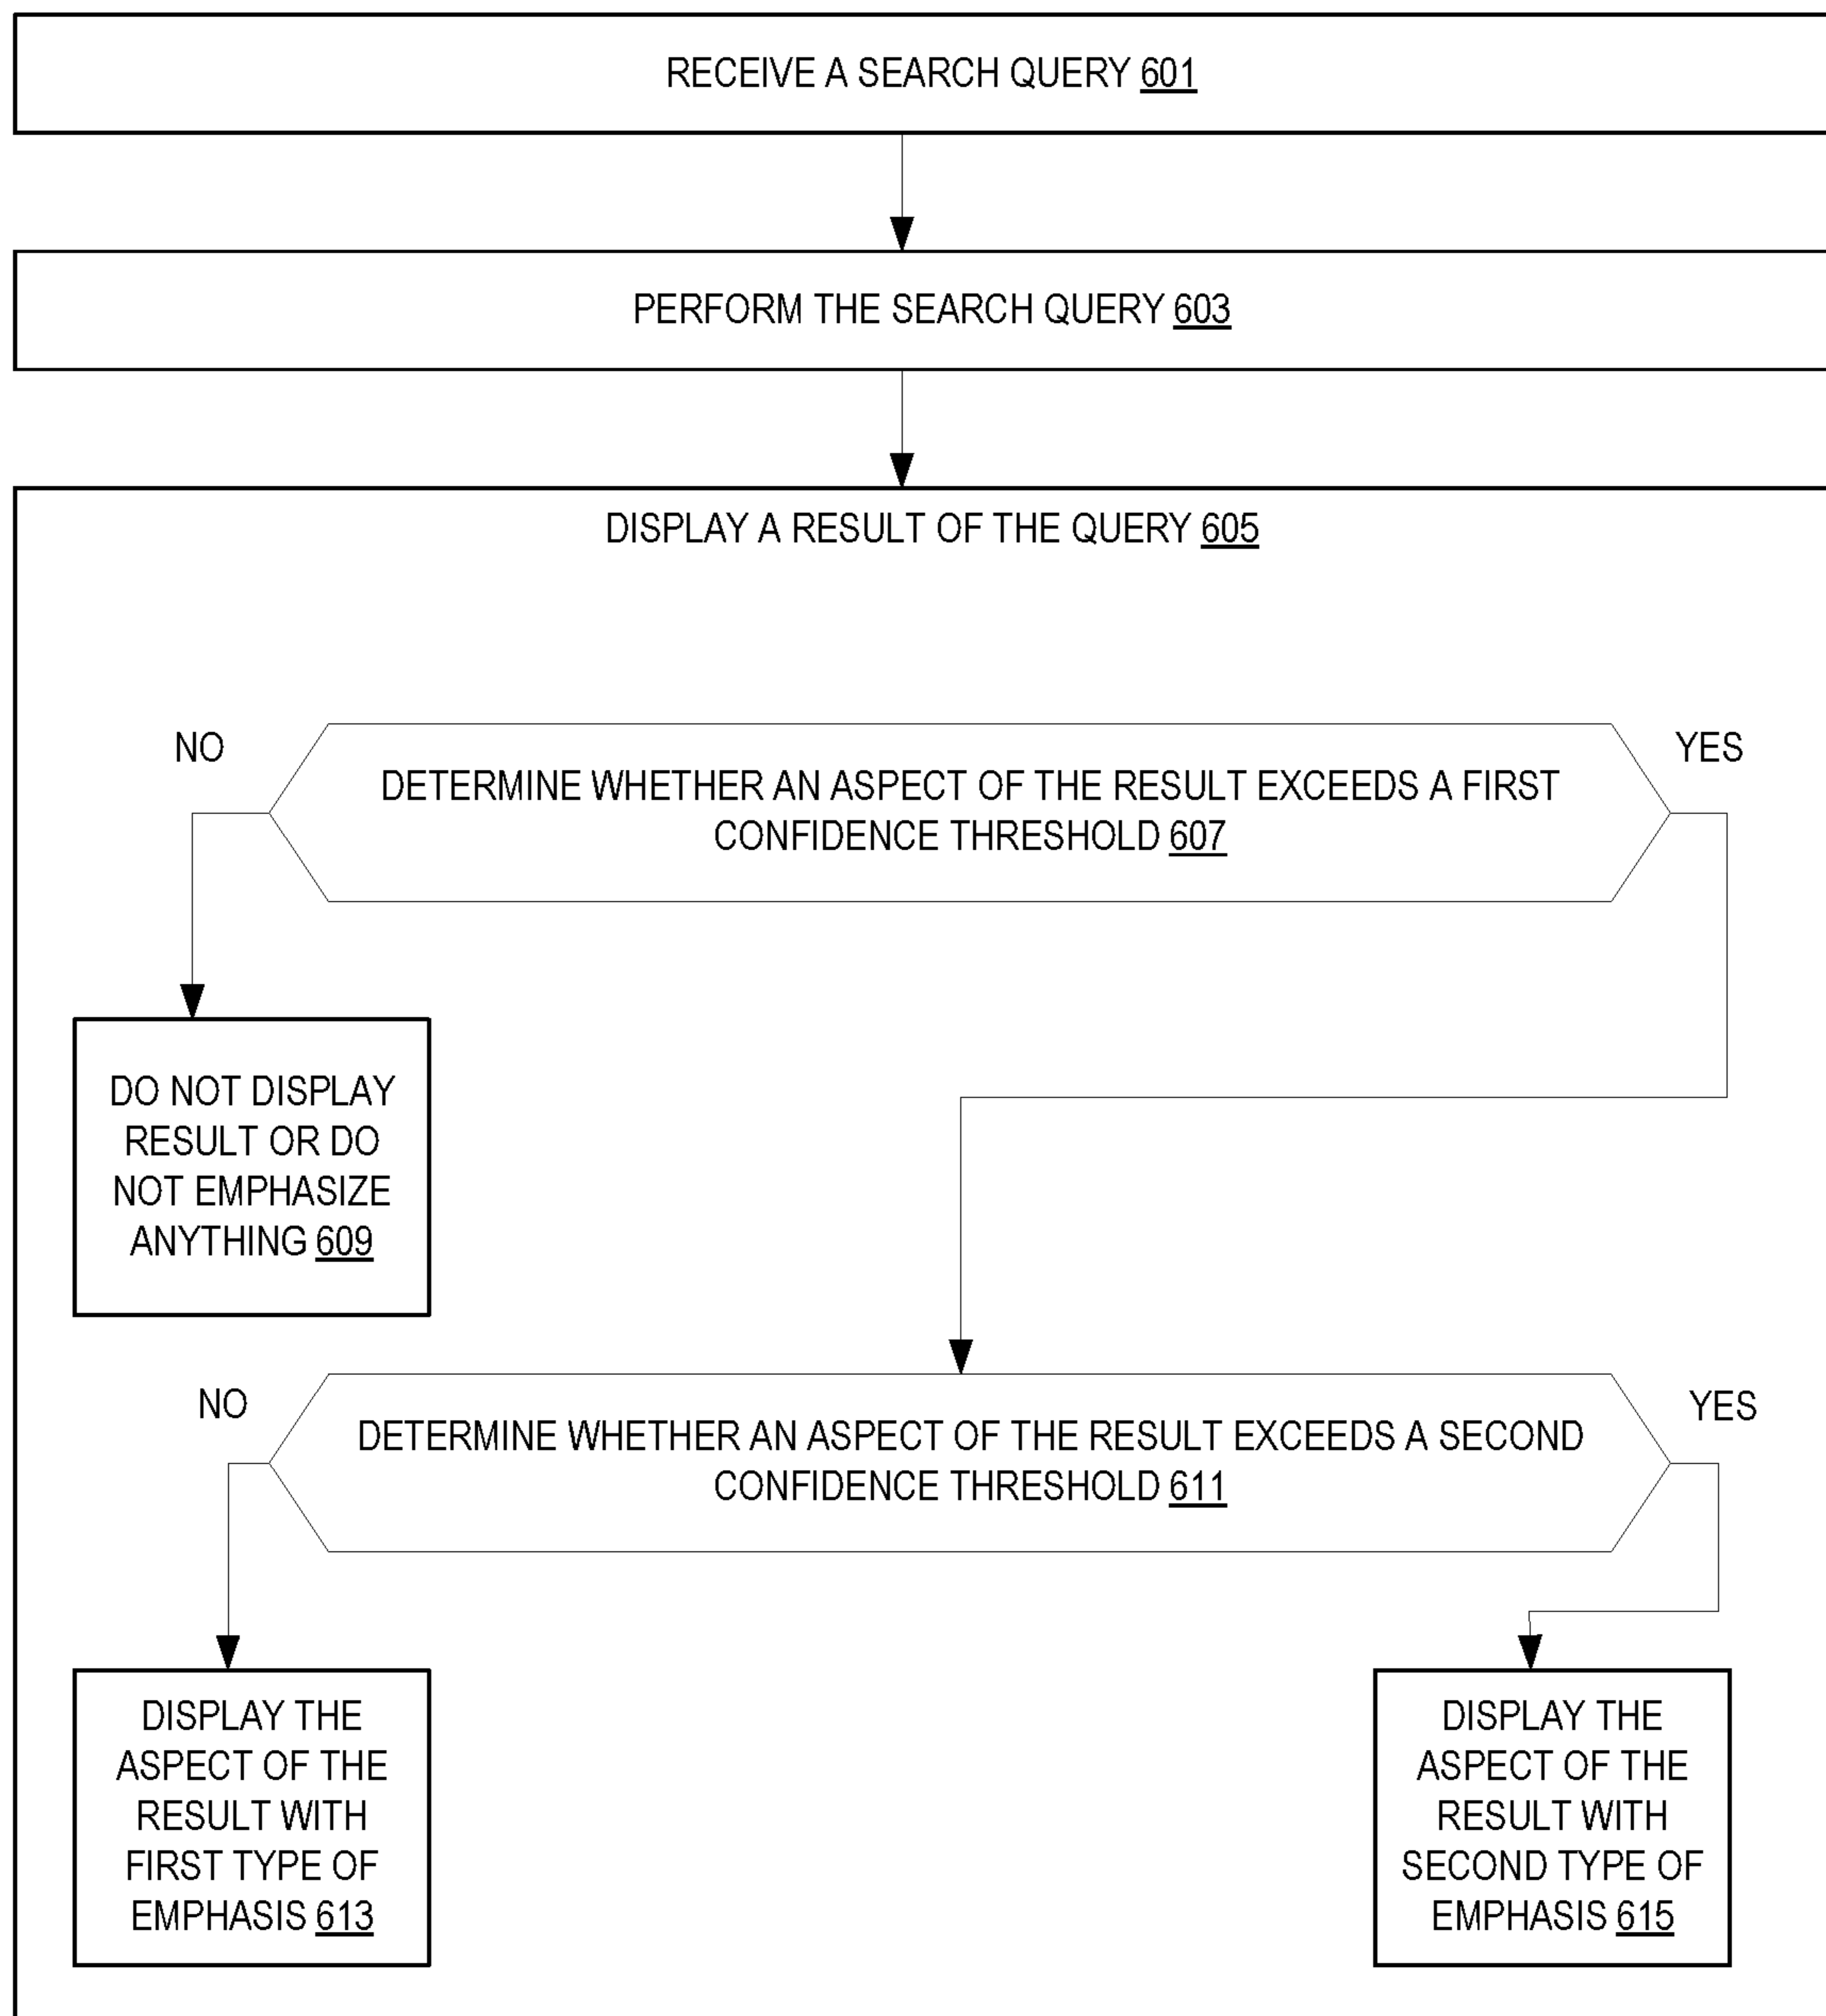 RECEIVE A SEARCH QUERY 601
PERFORM THE SEARCH QUERY 603
DISPLAY A RESULT OF THE QUERY 605
NO
YES
DETERMINE WHETHER AN ASPECT OF THE RESULT EXCEEDS A FIRST
CONFIDENCE THRESHOLD 607
DO NOT DISPLAY
RESULT OR DO
NOT EMPHASIZE
ANYTHING 609
NO
YES
DETERMINE WHETHER AN ASPECT OF THE RESULT EXCEEDS A SECOND
CONFIDENCE THRESHOLD 611
DISPLAY THE
ASPECT OF THE
RESULT WITH
FIRST TYPE OF
EMPHASIS 613
DISPLAY THE
ASPECT OF THE
RESULT WITH
SECOND TYPE OF
EMPHASIS 615